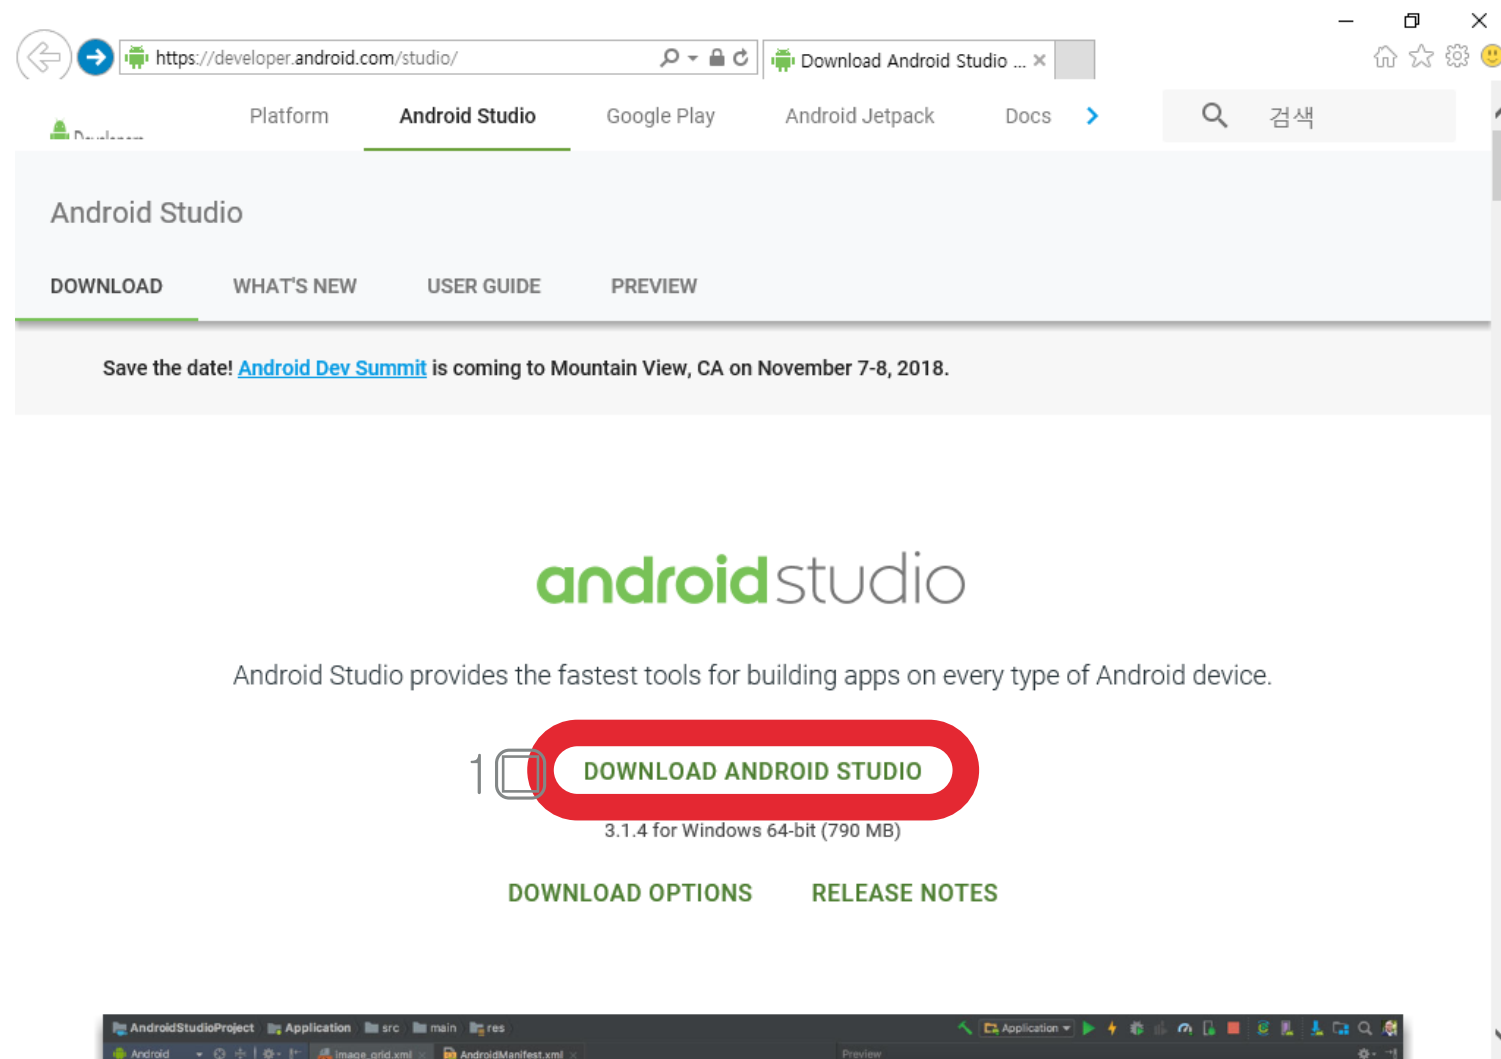 https://developer.android.com/studio/
Download Android Studio ...
Developers
Platform Android Studio Google Play Android Jetpack Docs 검색
Android Studio
DOWNLOAD WHAT'S NEW USER GUIDE PREVIEW
Save the date! Android Dev Summit is coming to Mountain View, CA on November 7-8, 2018.
androidstudio
Android Studio provides the fastest tools for building apps on every type of Android device.
1
DOWNLOAD ANDROID STUDIO
3.1.4 for Windows 64-bit (790 MB)
DOWNLOAD OPTIONS RELEASE NOTES
AndroidStudioProject Application src main res Application
Android image_grid.xml AndroidManifest.xml Preview